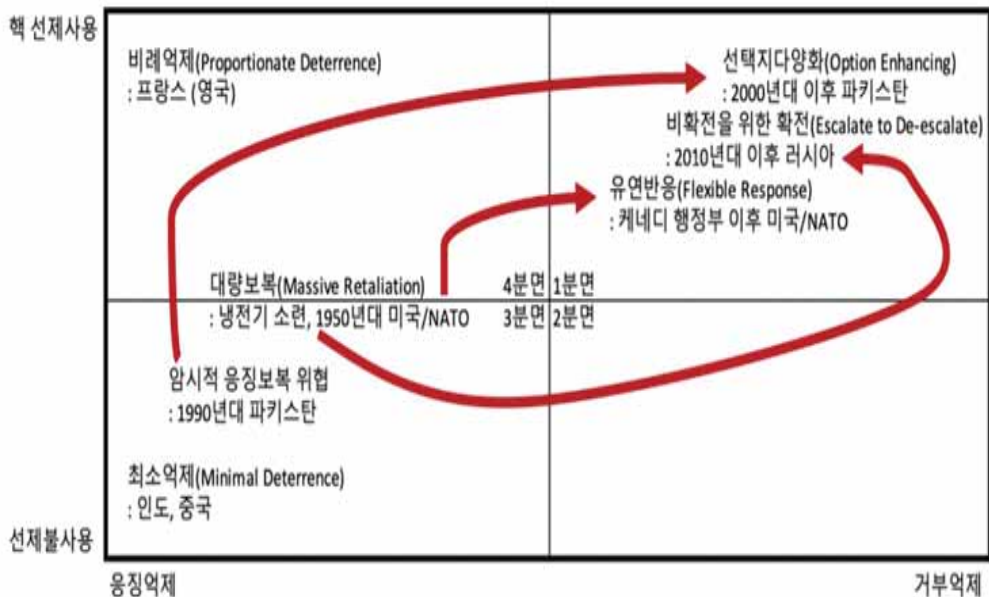 핵 선제사용
비례억제(Proportionate Deterrence)
: 프랑스 (영국)
선택지다양화(Option Enhancing)
: 2000년대 이후 파키스탄
비확전을 위한 확전(Escalate to De-escalate)
: 2010년대 이후 러시아
유연반응(Flexible Response)
: 케네디 행정부 이후 미국/NATO
대량보복(Massive Retaliation)
: 냉전기 소련, 1950년대 미국/NATO
4분면 1분면
3분면 2분면
암시적 응징보복 위협
: 1990년대 파키스탄
최소억제(Minimal Deterrence)
: 인도, 중국
선제불사용
응징억제
거부억제